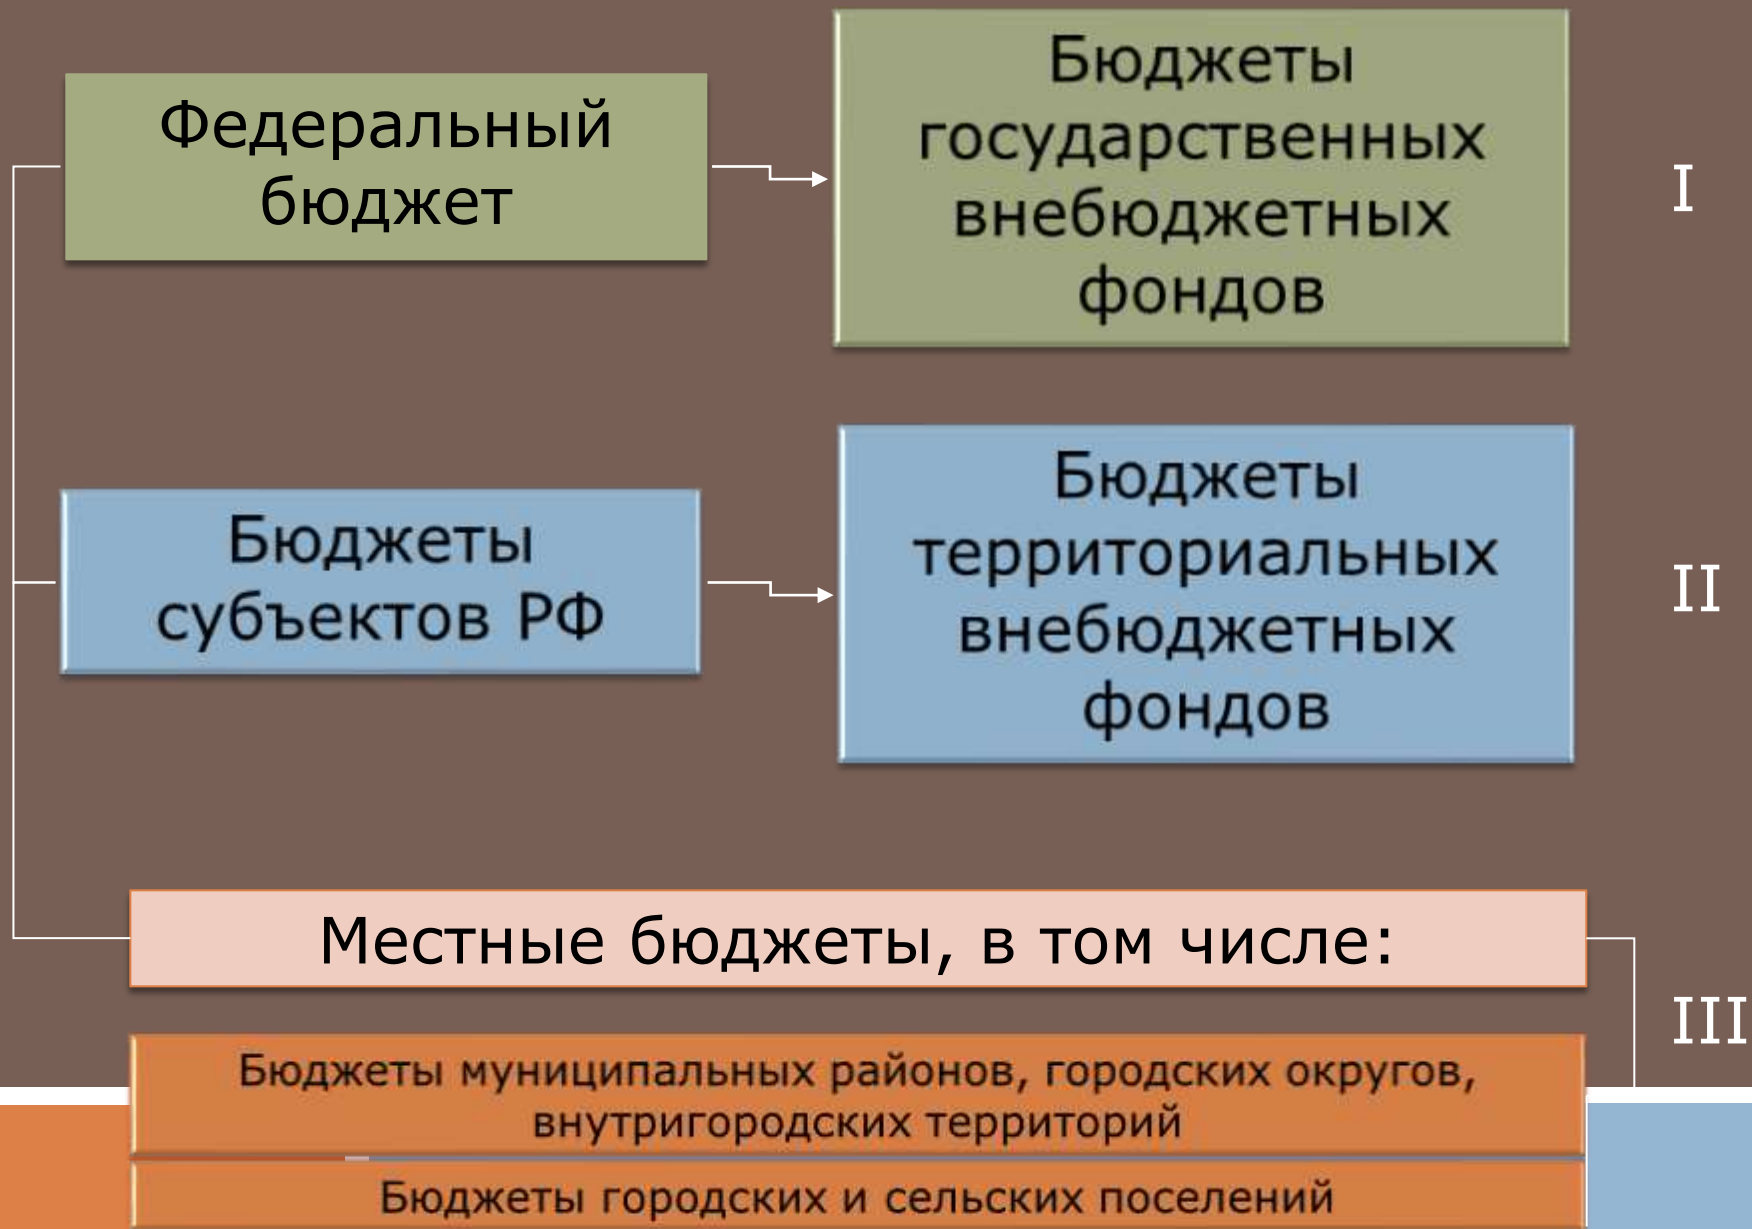 Федеральный
бюджет
Бюджеты
государственных
внебюджетных
фондов
I
Бюджеты
субъектов РФ
Бюджеты
территориальных
внебюджетных
фондов
II
Местные бюджеты, в том числе:
III
Бюджеты муниципальных районов, городских округов,
внутригородских территорий
Бюджеты городских и сельских поселений